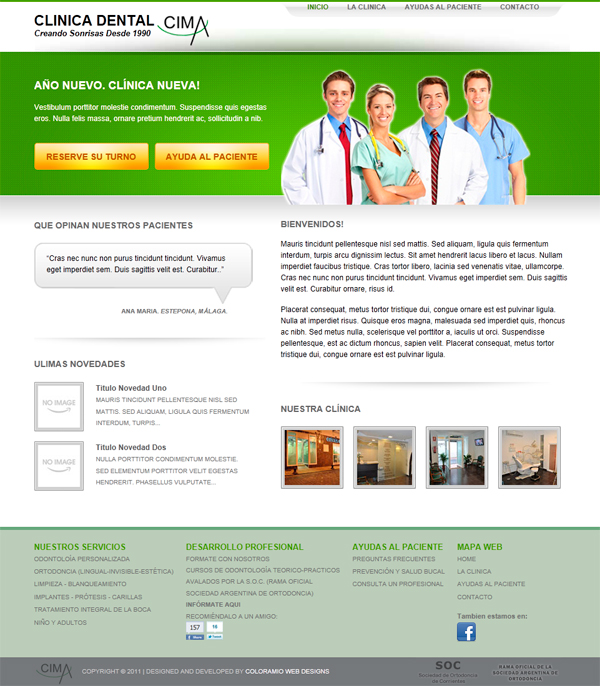 CLINICA DENTAL
Creando Sonrisas Desde 1990
CIMA
INICIO LA CLINICA AYUDAS AL PACIENTE CONTACTO
AÑO NUEVO. CLÍNICA NUEVA!
Vestibulum porttitor molestie condimentum. Suspendisse quis egestas
eros. Nulla felis massa, ornare pretium hendrerit ac, sollicitudin a nib.
RESERVE SU TURNO AYUDA AL PACIENTE
QUE OPINAN NUESTROS PACIENTES
“Cras nec nunc non purus tincidunt tincidunt. Vivamus
eget imperdiet sem. Duis sagittis velit est. Curabitur..”
ANA MARIA. ESTEPONA, MÁLAGA.
ULIMAS NOVEDADES
NO IMAGE
Titulo Novedad Uno
MAURIS TINCIDUNT PELLENTESQUE NISL SED
MATTIS. SED ALIQUAM, LIGULA QUIS FERMENTUM
INTERDUM, TURPIS...
NO IMAGE
Titulo Novedad Dos
NULLA PORTTITOR CONDIMENTUM MOLESTIE.
SED ELEMENTUM PORTTITOR VELIT EGESTAS
HENDRERIT. PHASELLUS VULPUTATE...
BIENVENIDOS!
Mauris tincidunt pellentesque nisl sed mattis. Sed aliquam, ligula quis fermentum
interdum, turpis arcu dignissim lectus. Sit amet hendrerit lacus libero et lacus. Nullam
imperdiet faucibus tristique. Cras tortor libero, lacinia sed venenatis vitae, ullamcorpe.
Cras nec nunc non purus tincidunt tincidunt. Vivamus eget imperdiet sem. Duis sagittis
velit est. Curabitur ornare, risus id.
Placerat consequat, metus tortor tristique dui, congue ornare est est pulvinar ligula.
Nulla at imperdiet risus. Quisque eros magna, malesuada sed imperdiet quis, rhoncus
ac nibh. Sed metus nulla, scelerisque vel porttitor a, iaculis ut orci. Suspendisse
pellentesque, est ac dictum rhoncus, sapien velit. Placerat consequat, metus tortor
tristique dui, congue ornare est est pulvinar ligula.
NUESTRA CLÍNICA
NUESTROS SERVICIOS
ODONTOLOÍA PERSONALIZADA
ORTODONCIA (LINGUAL-INVISIBLE-ESTÉTICA)
LIMPIEZA - BLANQUEAMIENTO
IMPLANTES - PRÓTESIS - CARILLAS
TRATAMIENTO INTEGRAL DE LA BOCA
NIÑO Y ADULTOS
DESARROLLO PROFESIONAL
FORMATE CON NOSOTROS
CURSOS DE ODONTOLOGÍA TEORICO-PRACTICOS
AVALADOS POR LA S.O.C. (RAMA OFICIAL
SOCIEDAD ARGENTINA DE ORTODONCIA)
INFÓRMATE AQUI
RECOMIÉNDALO A UN AMIGO:
157 16
AYUDAS AL PACIENTE
PREGUNTAS FRECUENTES
PREVENCIÓN Y SALUD BUCAL
CONSULTA UN PROFESIONAL
MAPA WEB
HOME
LA CLINICA
AYUDAS AL PACIENTE
CONTACTO
Tambien estamos en:
f
CIMA
COPYRIGHT © 2011 | DESIGNED AND DEVELOPED BY COLORAMIO WEB DESIGNS
SOC
Sociedad de Ortodoncia
de Corrientes
RAMA OFICIAL DE LA
SOCIEDAD ARGENTINA DE
ORTODONCIA